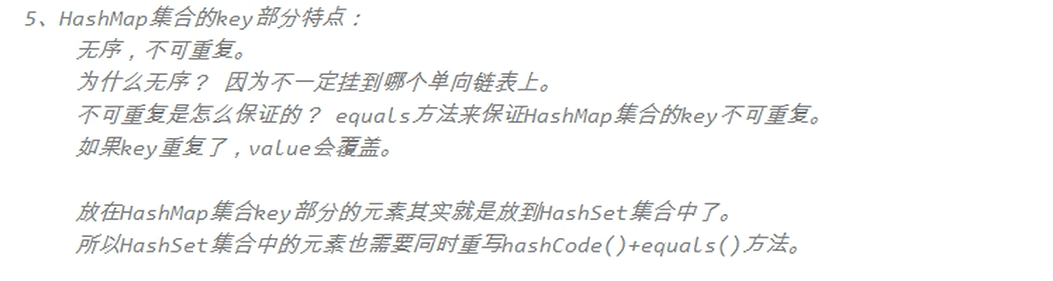 5、HashMap集合的key部分特点：
无序，不可重复。
为什么无序？ 因为不一定挂到哪个单向链表上。
不可重复是怎么保证的？ equals方法来保证HashMap集合的key不可重复。
如果key重复了，value会覆盖。
放在HashMap集合key部分的元素其实就是放到HashSet集合中了。
所以HashSet集合中的元素也需要同时重写hashCode()+equals()方法。